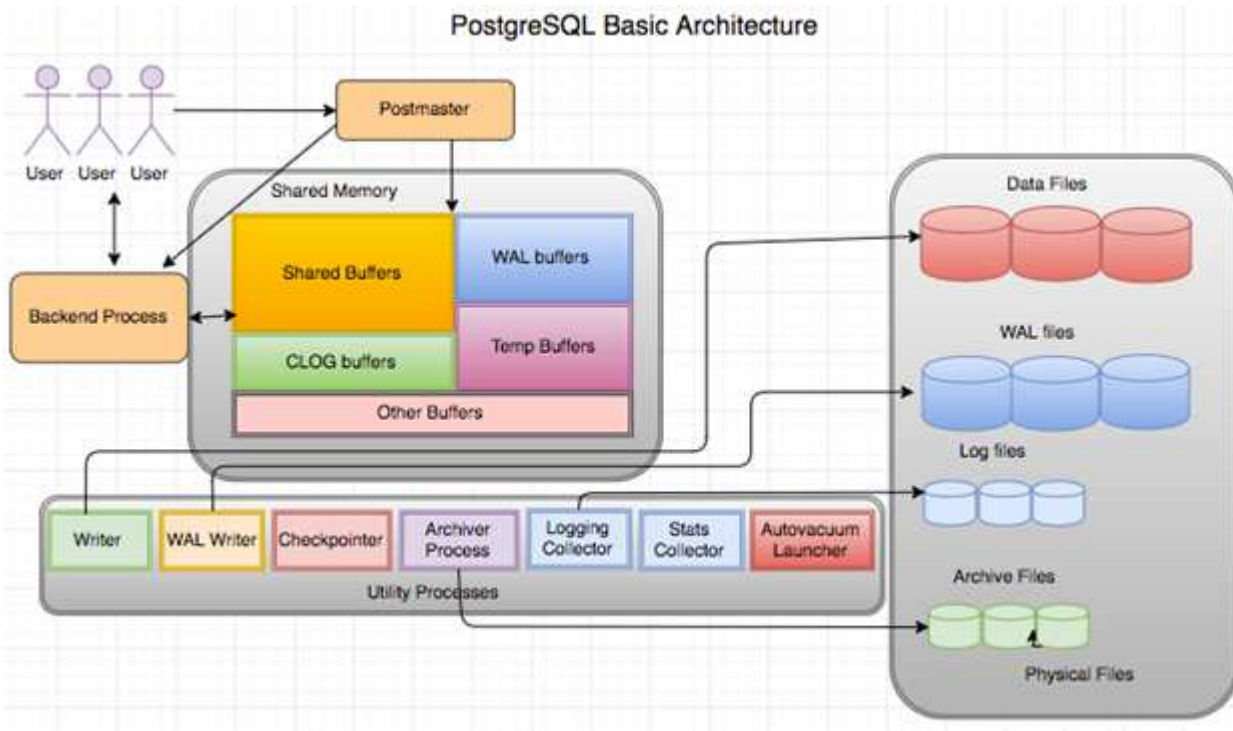 PostgreSQL Basic Architecture
Postmaster
User User User
Shared Memory
Data Files
Shared Buffers
WAL buffers
Backend Process
WAL files
CLOG buffers
Temp Buffers
Other Buffers
Log files
Writer
WAL Writer
Checkpointer
Archiver
Process
Logging
Collector
Stats
Collector
Autovacuum
Launcher
Utility Processes
Archive Files
Physical Files